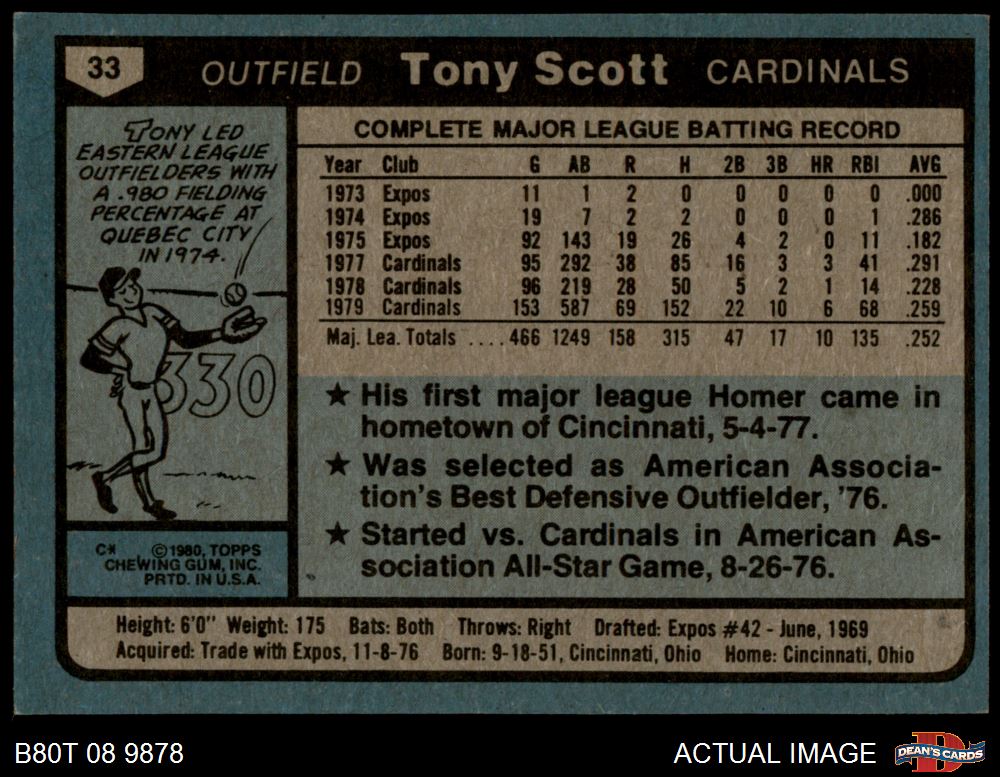 33 OUTFIELD Tony Scott CARDINALS
TONY LED
EASTERN LEAGUE
OUTFIELDERS WITH
A .980 FIELDING
PERCENTAGE AT
QUEBEC CITY
IN 1974.
330
C* ©1980, TOPPS
CHEWING GUM, INC.
PRTD. IN U.S.A.
COMPLETE MAJOR LEAGUE BATTING RECORD
Year Club G AB R H 2B 3B HR RBI AVG
1973 Expos 11 1 2 0 0 0 0 0 .000
1974 Expos 19 7 2 2 0 0 0 1 .286
1975 Expos 92 143 19 26 4 2 0 11 .182
1977 Cardinals 95 292 38 85 16 3 3 41 .291
1978 Cardinals 96 219 28 50 5 2 1 14 .228
1979 Cardinals 153 587 69 152 22 10 6 68 .259
Maj. Lea. Totals ....466 1249 158 315 47 17 10 135 .252
★ His first major league Homer came in
hometown of Cincinnati, 5-4-77.
★ Was selected as American Associa-
tion's Best Defensive Outfielder, '76.
★ Started vs. Cardinals in American As-
sociation All-Star Game, 8-26-76.
Height: 6'0" Weight: 175 Bats: Both Throws: Right Drafted: Expos #42 - June, 1969
Acquired: Trade with Expos, 11-8-76 Born: 9-18-51, Cincinnati, Ohio Home: Cincinnati, Ohio
B80T 08 9878 ACTUAL IMAGE D DEAN'S CARDS